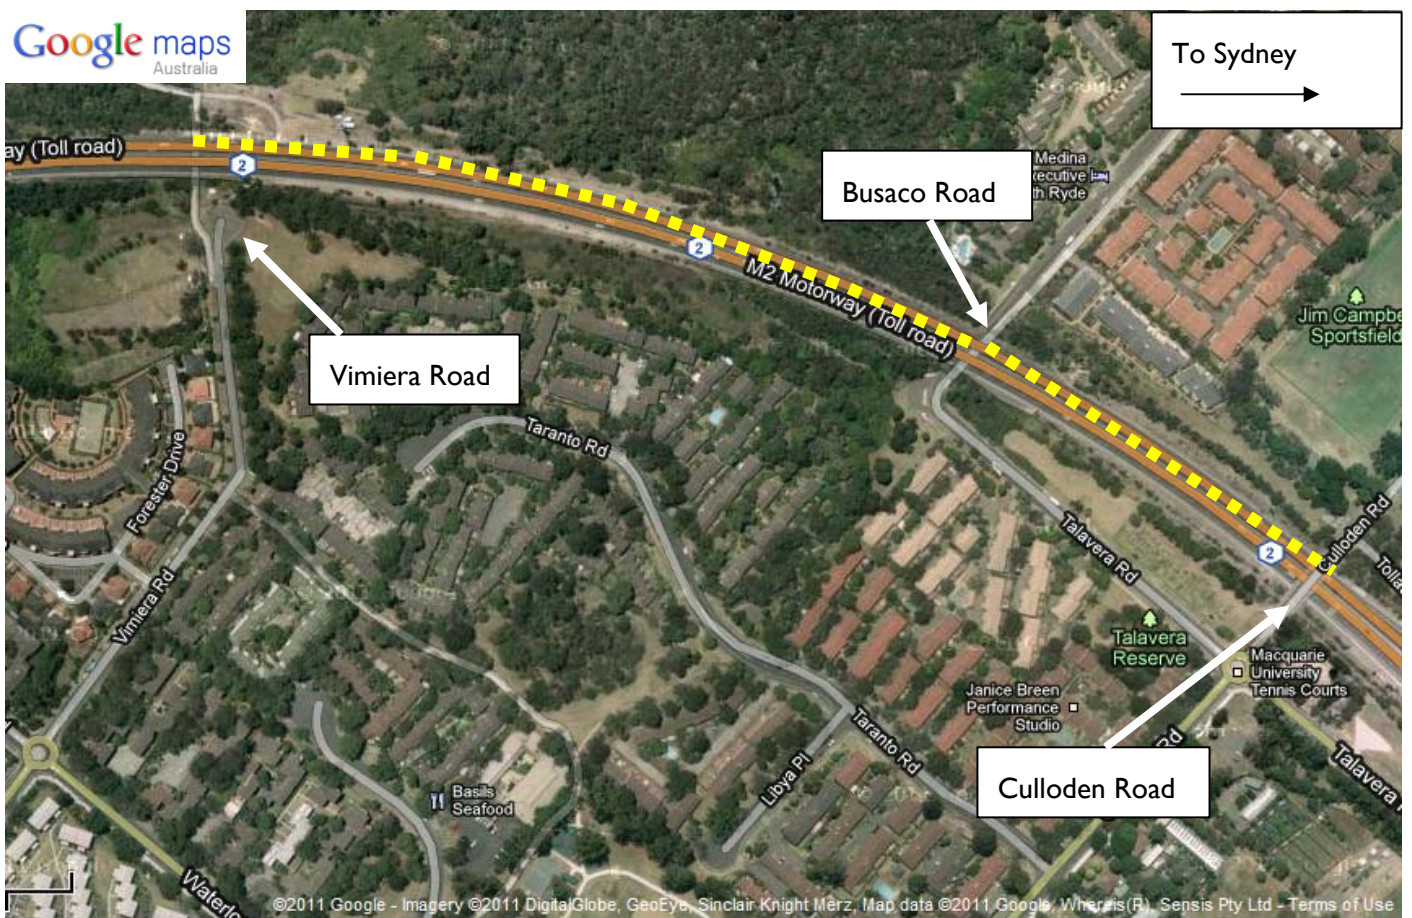 Google maps
Australia
To Sydney
ay (Toll road)
2
Medina
xecutive
th Ryde
Busaco Road
2
M2 Motorway (Toll road)
Jim Campbe
Sportsfield
Vimiera Road
Taranto Rd
Forester Drive
Culloden Rd
2
Tolla
Talavera Rd
Vimiera Rd
Talavera
Reserve
Macquarie
University
Tennis Courts
Janice Breen
Performance
Studio
Taranto Rd
Rd
Libya Pl
Culloden Road
Talavera
Basils
Seafood
Waterlo
©2011 Google - Imagery ©2011 DigitalGlobe, GeoEye, Sinclair Knight Merz, Map data ©2011 Google, Whereis(R), Sensis Pty Ltd - Terms of Use